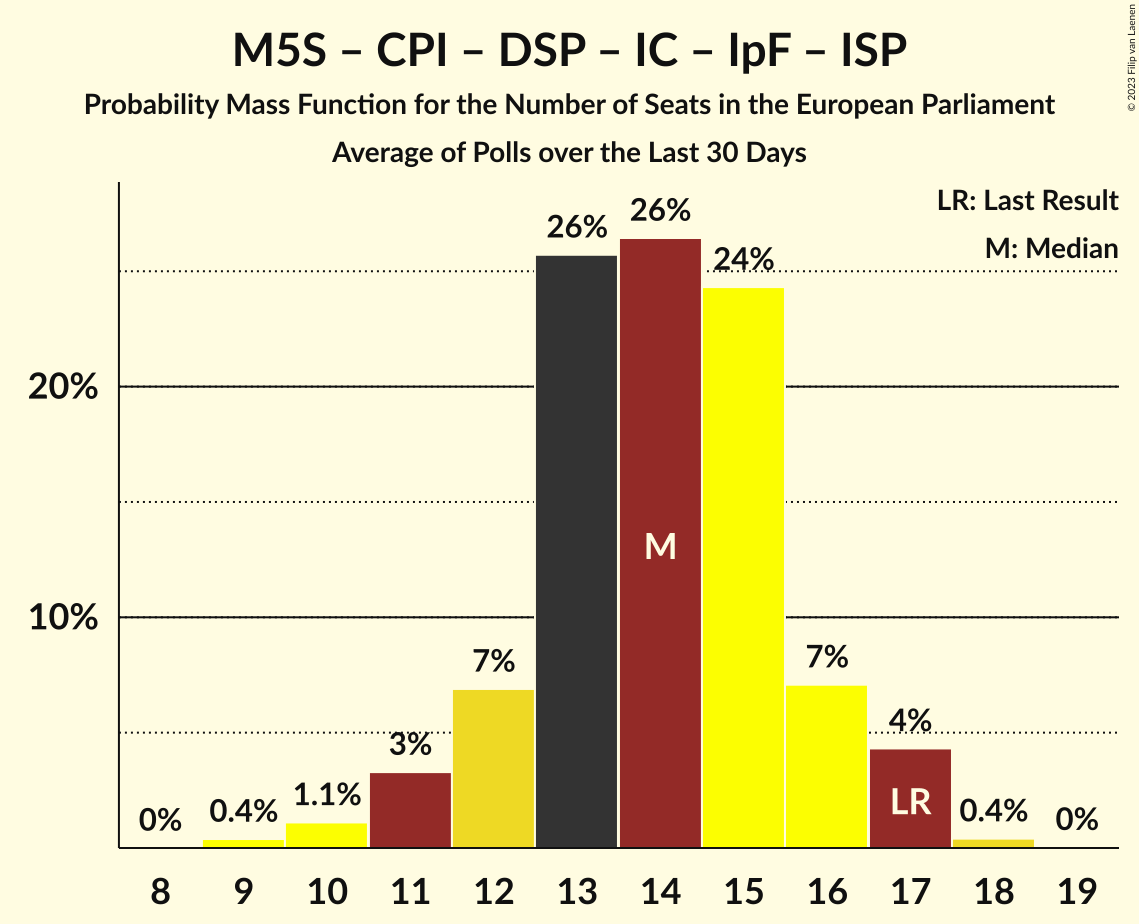 M5S – CPI – DSP – IC – IpF – ISP
Probability Mass Function for the Number of Seats in the European Parliament
Average of Polls over the Last 30 Days
© 2023 Filip van Laenen
LR: Last Result
M: Median
20%
10%
0%
0.4%
1.1%
3%
7%
26%
26%
24%
7%
4%
0.4%
0%
M
LR
8 9 10 11 12 13 14 15 16 17 18 19